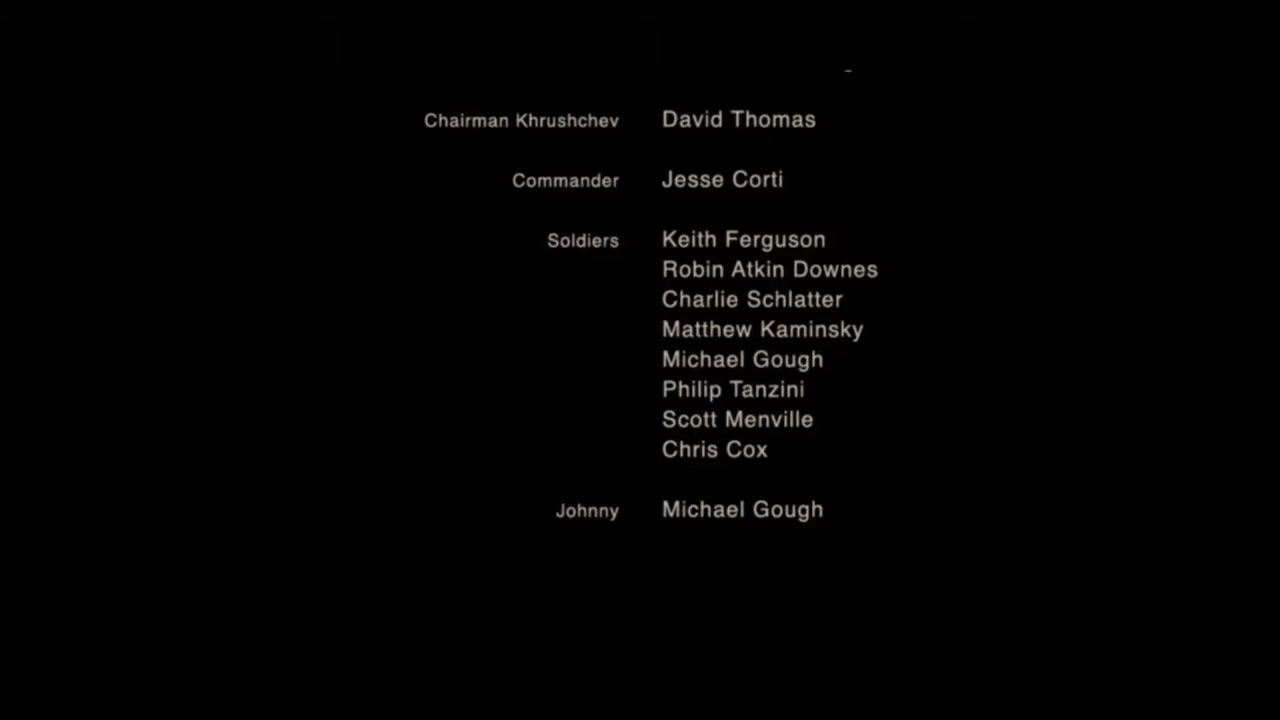 Chairman Khrushchev David Thomas
Commander Jesse Corti
Soldiers Keith Ferguson
Robin Atkin Downes
Charlie Schlatter
Matthew Kaminsky
Michael Gough
Philip Tanzini
Scott Menville
Chris Cox
Johnny Michael Gough